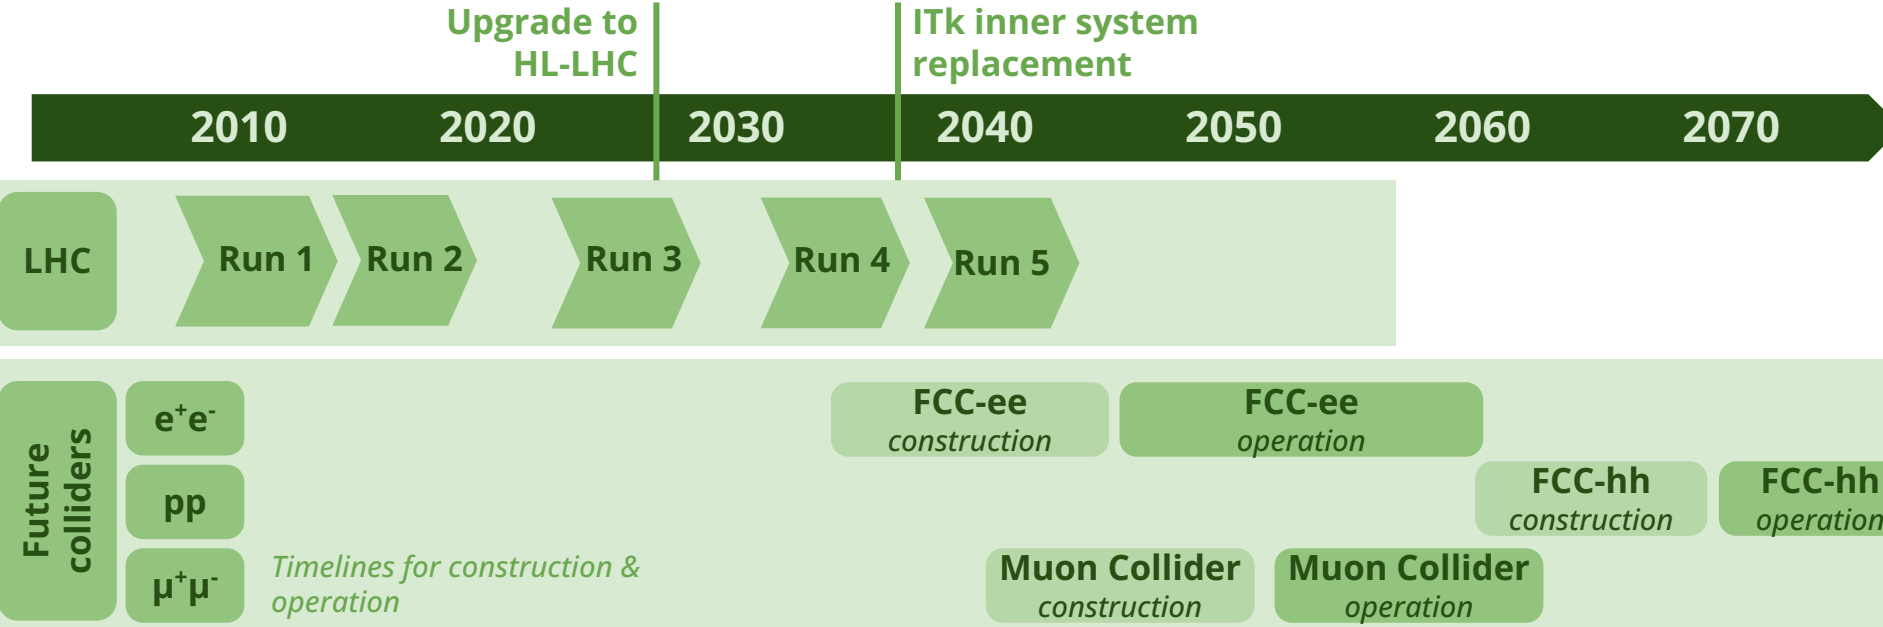 Upgrade to
HL-LHC
ITk inner system
replacement
2010 2020 2030 2040 2050 2060 2070
LHC
Run 1
Run 2
Run 3
Run 4
Run 5
Future
colliders
e⁺e⁻
FCC-ee
construction
FCC-ee
operation
pp
FCC-hh
construction
FCC-hh
operation
μ⁺μ⁻
Timelines for construction &
operation
Muon Collider
construction
Muon Collider
operation